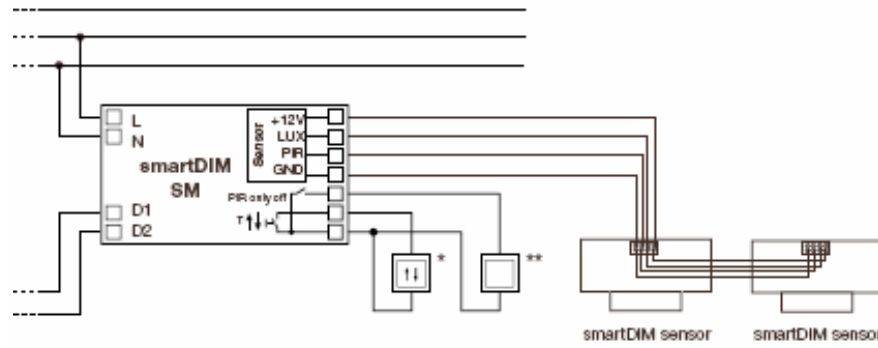 L
N
smartDIM
SM
Sensor
+12V
LUX
PIR
GND
PIR only off
T
D1
D2
*
**
smartDIM sensor
smartDIM sensor